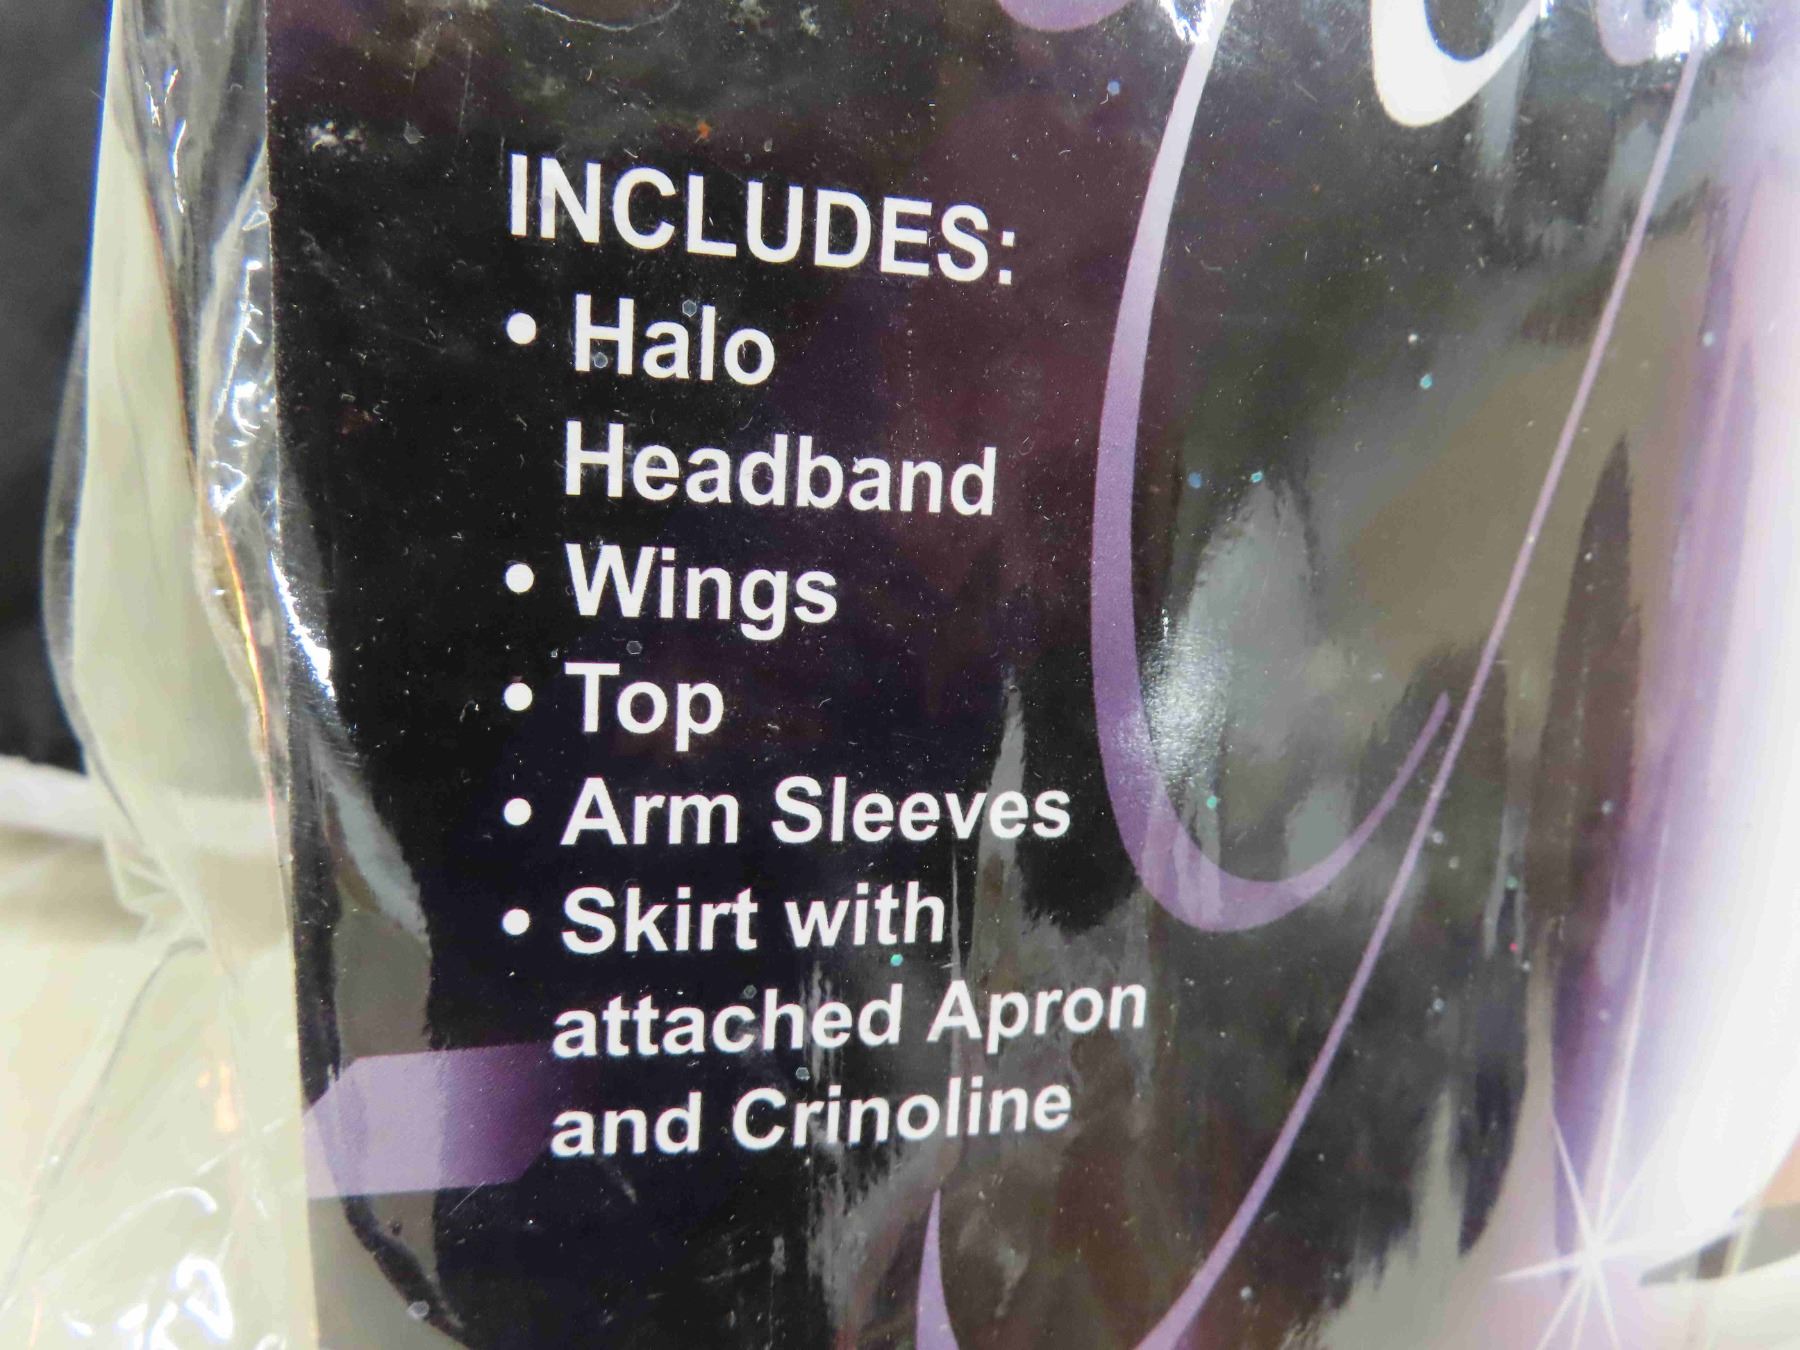 INCLUDES:
• Halo
Headband
• Wings
• Top
• Arm Sleeves
• Skirt with
attached Apron
and Crinoline